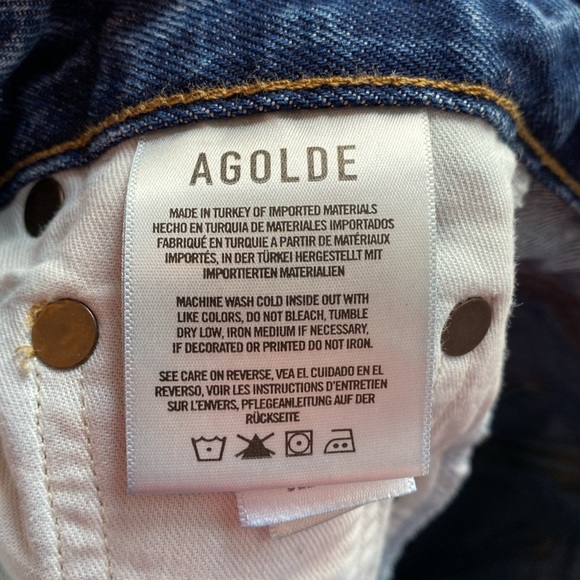 AGOLDE
MADE IN TURKEY OF IMPORTED MATERIALS
HECHO EN TURQUIA DE MATERIALES IMPORTADOS
FABRIQUÉ EN TURQUIE A PARTIR DE MATÉRIAUX
IMPORTÉS, IN DER TÜRKEI HERGESTELLT MIT
IMPORTIERTEN MATERIALIEN
MACHINE WASH COLD INSIDE OUT WITH
LIKE COLORS, DO NOT BLEACH, TUMBLE
DRY LOW, IRON MEDIUM IF NECESSARY,
IF DECORATED OR PRINTED DO NOT IRON.
SEE CARE ON REVERSE, VEA EL CUIDADO EN EL
REVERSO, VOIR LES INSTRUCTIONS D'ENTRETIEN
SUR L'ENVERS, PFLEGEANLEITUNG AUF DER
RÜCKSEITE